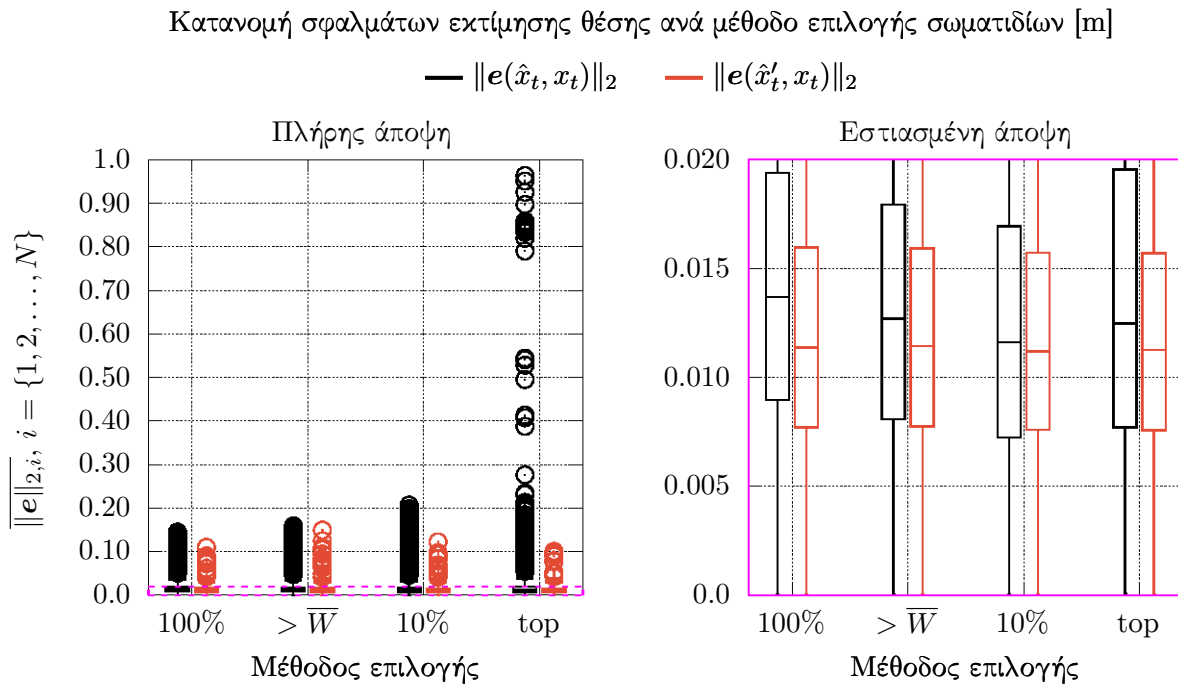 Κατανομή σφαλμάτων εκτίμησης θέσης ανά μέθοδο επιλογής σωματιδίων [m]
‖e(x̂_t, x_t)‖_2 ‖e(x̂′_t, x_t)‖_2
Πλήρης άποψη
‖e‖_{2,i}, i = {1, 2, . . . , N}
1.0
0.90
0.80
0.70
0.60
0.50
0.40
0.30
0.20
0.10
0.0
100% > W̅ 10% top
Μέθοδος επιλογής
Εστιασμένη άποψη
0.020
0.015
0.010
0.005
0.0
100% > W̅ 10% top
Μέθοδος επιλογής